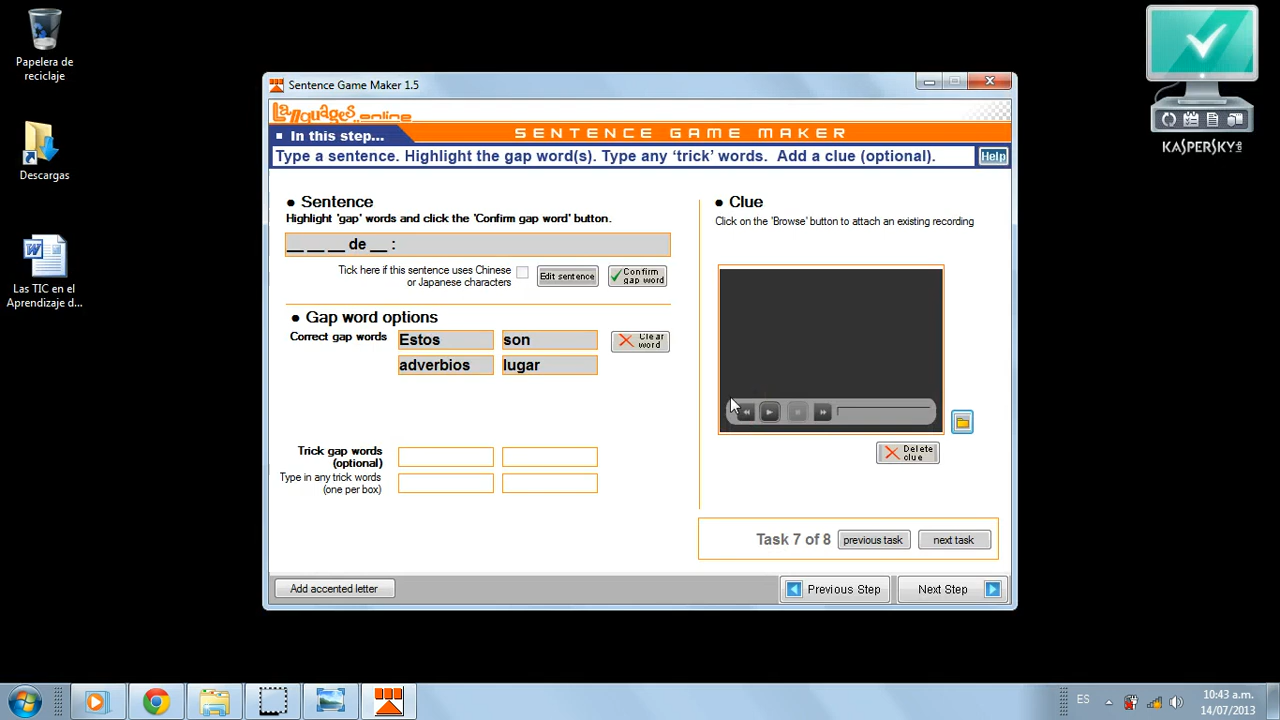 Papelera de
reciclaje
Descargas
Las TIC en el
Aprendizaje d...
KASPERSKY
Sentence Game Maker 1.5
Languages online
In this step...
SENTENCE GAME MAKER
Type a sentence. Highlight the gap word(s). Type any ‘trick’ words. Add a clue (optional).
Help
Sentence
Highlight 'gap' words and click the 'Confirm gap word' button.
__ __ __ de __ :
Tick here if this sentence uses Chinese
or Japanese characters
Edit sentence
Confirm
gap word
Gap word options
Correct gap words
Estos
son
Clear
word
adverbios
lugar
Trick gap words
(optional)
Type in any trick words
(one per box)
Clue
Click on the 'Browse' button to attach an existing recording
Delete
clue
Task 7 of 8
previous task
next task
Add accented letter
Previous Step
Next Step
ES
10:43 a.m.
14/07/2013